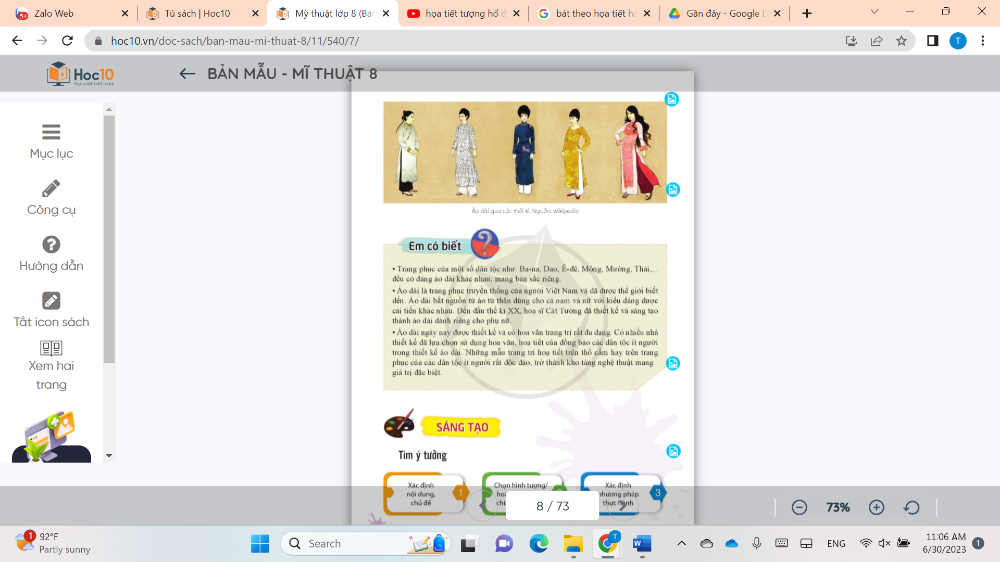 5+
Zalo Web
Tủ sách | Hoc10
Mỹ thuật lớp 8 (Bản
họa tiết tượng hổ đ
bát theo họa tiết ho
Gần đây - Google D
hoc10.vn/doc-sach/ban-mau-mi-thuat-8/11/540/7/
T
Hoc10
Học một biết mười
BẢN MẪU - MĨ THUẬT 8
Mục lục
Công cụ
Hướng dẫn
Tắt icon sách
Xem hai
trang
Áo dài qua các thời kì. Nguồn: wikipedia
Em có biết
?
• Trang phục của một số dân tộc như: Ba-na, Dao, Ê-đê, Mông, Mường, Thái,...
đều có dáng áo dài khác nhau, mang bản sắc riêng.
• Áo dài là trang phục truyền thống của người Việt Nam và đã được thế giới biết
đến. Áo dài bắt nguồn từ áo tứ thân dùng cho cả nam và nữ với kiểu dáng được
cải tiến khác nhau. Đến đầu thế kỉ XX, hoạ sĩ Cát Tường đã thiết kế và sáng tạo
thành áo dài dành riêng cho phụ nữ.
• Áo dài ngày nay được thiết kế và có hoa văn trang trí rất đa dạng. Có nhiều nhà
thiết kế đã lựa chọn sử dụng hoa văn, hoạ tiết của đồng bào các dân tộc ít người
trong thiết kế áo dài. Những mẫu trang trí hoạ tiết trên thổ cẩm hay trên trang
phục của các dân tộc ít người rất độc đáo, trở thành kho tàng nghệ thuật mang
giá trị đặc biệt.
SÁNG TẠO
Tìm ý tưởng
Xác định
nội dung,
chủ đề
1
Chọn hình tượng/
Xác định
phương pháp
thực hành
3
8 / 73
73%
1
92°F
Partly sunny
Search
T
W
ENG
11:06 AM
6/30/2023
1